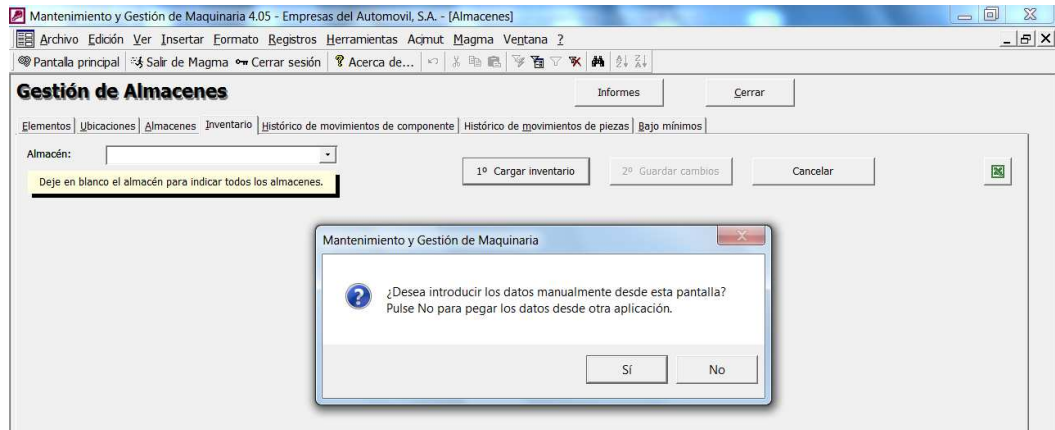 Mantenimiento y Gestión de Maquinaria 4.05 - Empresas del Automovil, S.A. - [Almacenes]
Archivo Edición Ver Insertar Formato Registros Herramientas Acjmut Magma Ventana ?
Pantalla principal Salir de Magma Cerrar sesión Acerca de...
Gestión de Almacenes
Informes Cerrar
Elementos Ubicaciones Almacenes Inventario Histórico de movimientos de componente Histórico de movimientos de piezas Bajo mínimos
Almacén:
1º Cargar inventario 2º Guardar cambios Cancelar
Deje en blanco el almacén para indicar todos los almacenes.
Mantenimiento y Gestión de Maquinaria
¿Desea introducir los datos manualmente desde esta pantalla?
Pulse No para pegar los datos desde otra aplicación.
Sí No